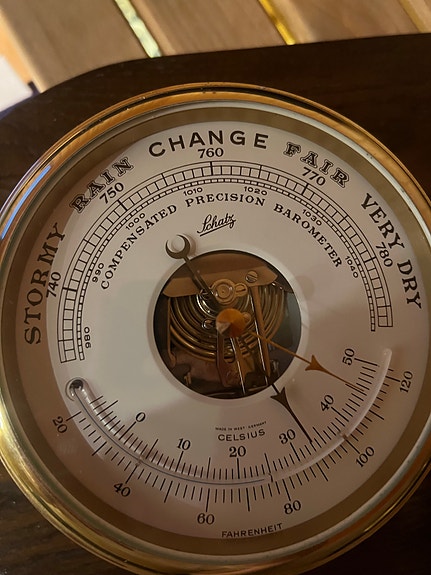 STORMY RAIN CHANGE FAIR VERY DRY
740 750 760 770 780
980 990 1000 1010 1020 1030 1040
COMPENSATED PRECISION BAROMETER
Schatz
MADE IN WEST-GERMANY
CELSIUS
0 10 20 30 40 50
20 40 60 80 100 120
FAHRENHEIT